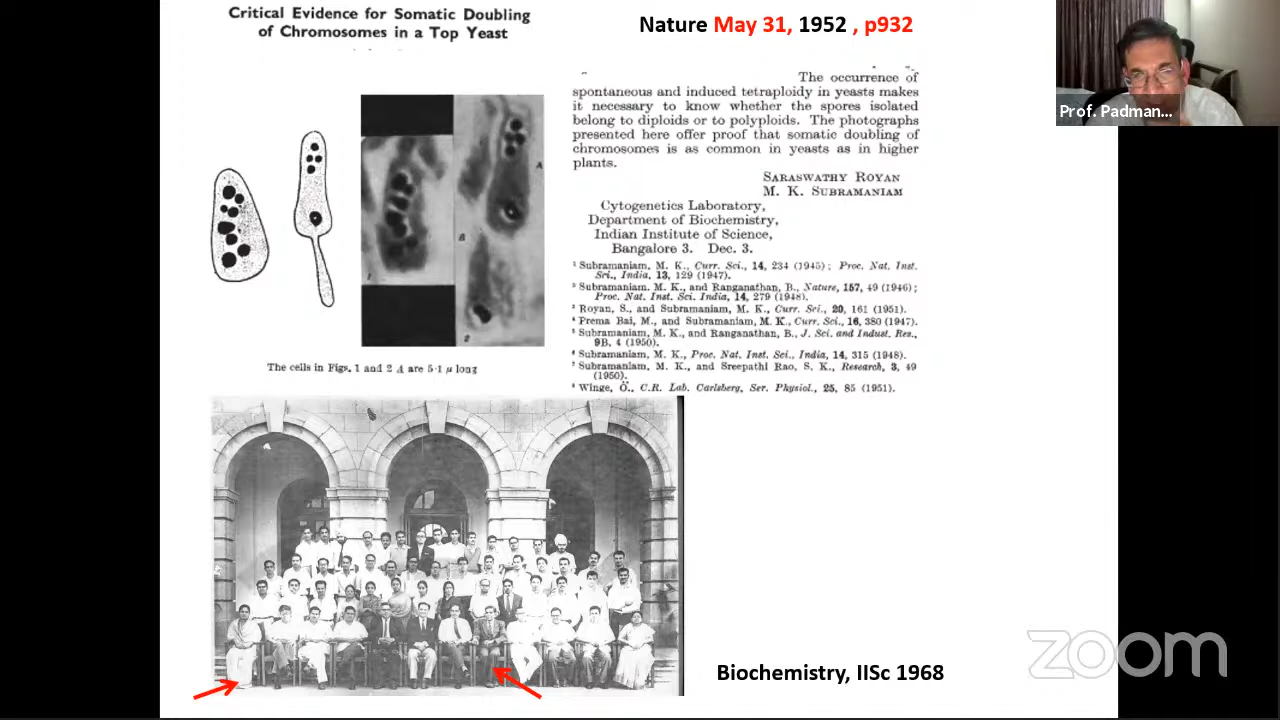 Critical Evidence for Somatic Doubling
of Chromosomes in a Top Yeast
Nature May 31, 1952 , p932
The occurrence of
spontaneous and induced tetraploidy in yeasts makes
it necessary to know whether the spores isolated
belong to diploids or to polyploids. The photographs
presented here offer proof that somatic doubling of
chromosomes is as common in yeasts as in higher
plants.
SARASWATHY ROYAN
M. K. SUBRAMANIAM
Cytogenetics Laboratory,
Department of Biochemistry,
Indian Institute of Science,
Bangalore 3. Dec. 3.
¹ Subramaniam, M. K., Curr. Sci., 14, 234 (1945); Proc. Nat. Inst.
Sci., India, 13, 129 (1947).
Subramaniam, M. K., and Ranganathan, B., Nature, 157, 49 (1946);
Proc. Nat. Inst. Sci. India, 14, 279 (1948).
Royan, S., and Subramaniam, M. K., Curr. Sci., 20, 161 (1951).
⁴ Prema Bai, M., and Subramaniam, M. K., Curr. Sci., 16, 380 (1947).
⁵ Subramaniam, M. K., and Ranganathan, B., J. Sci. and Indust. Res.,
9B, 4 (1950).
⁶ Subramaniam, M. K., Proc. Nat. Inst. Sci., India, 14, 315 (1948).
⁷ Subramaniam, M. K., and Sreepathi Rao, S. K., Research, 3, 49
(1950).
⁸ Winge, Ö., C.R. Lab. Carlsberg, Ser. Physiol., 25, 85 (1951).
A
B
1
2
The cells in Figs. 1 and 2 A are 5·1 μ long
Biochemistry, IISc 1968
Prof. Padman...
zoom